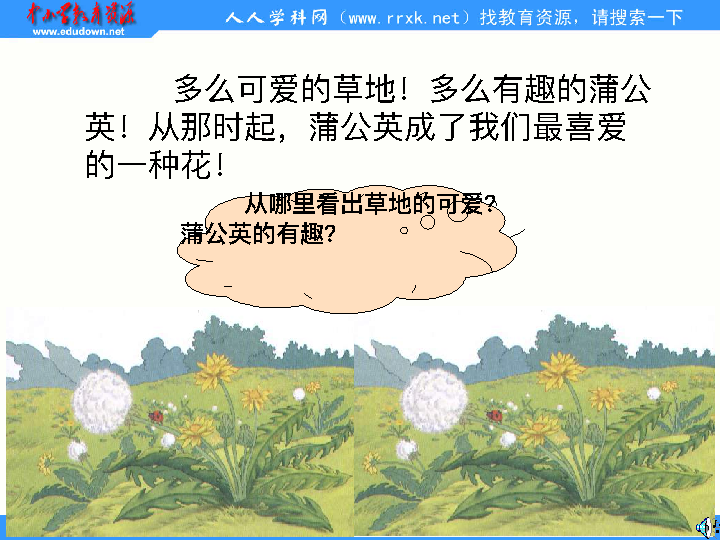 中小学教育资源
www.edudown.net
人人学科网（www.rrxk.net）找教育资源，请搜索一下
多么可爱的草地！多么有趣的蒲公
英！从那时起，蒲公英成了我们最喜爱
的一种花！
从哪里看出草地的可爱？
蒲公英的有趣？